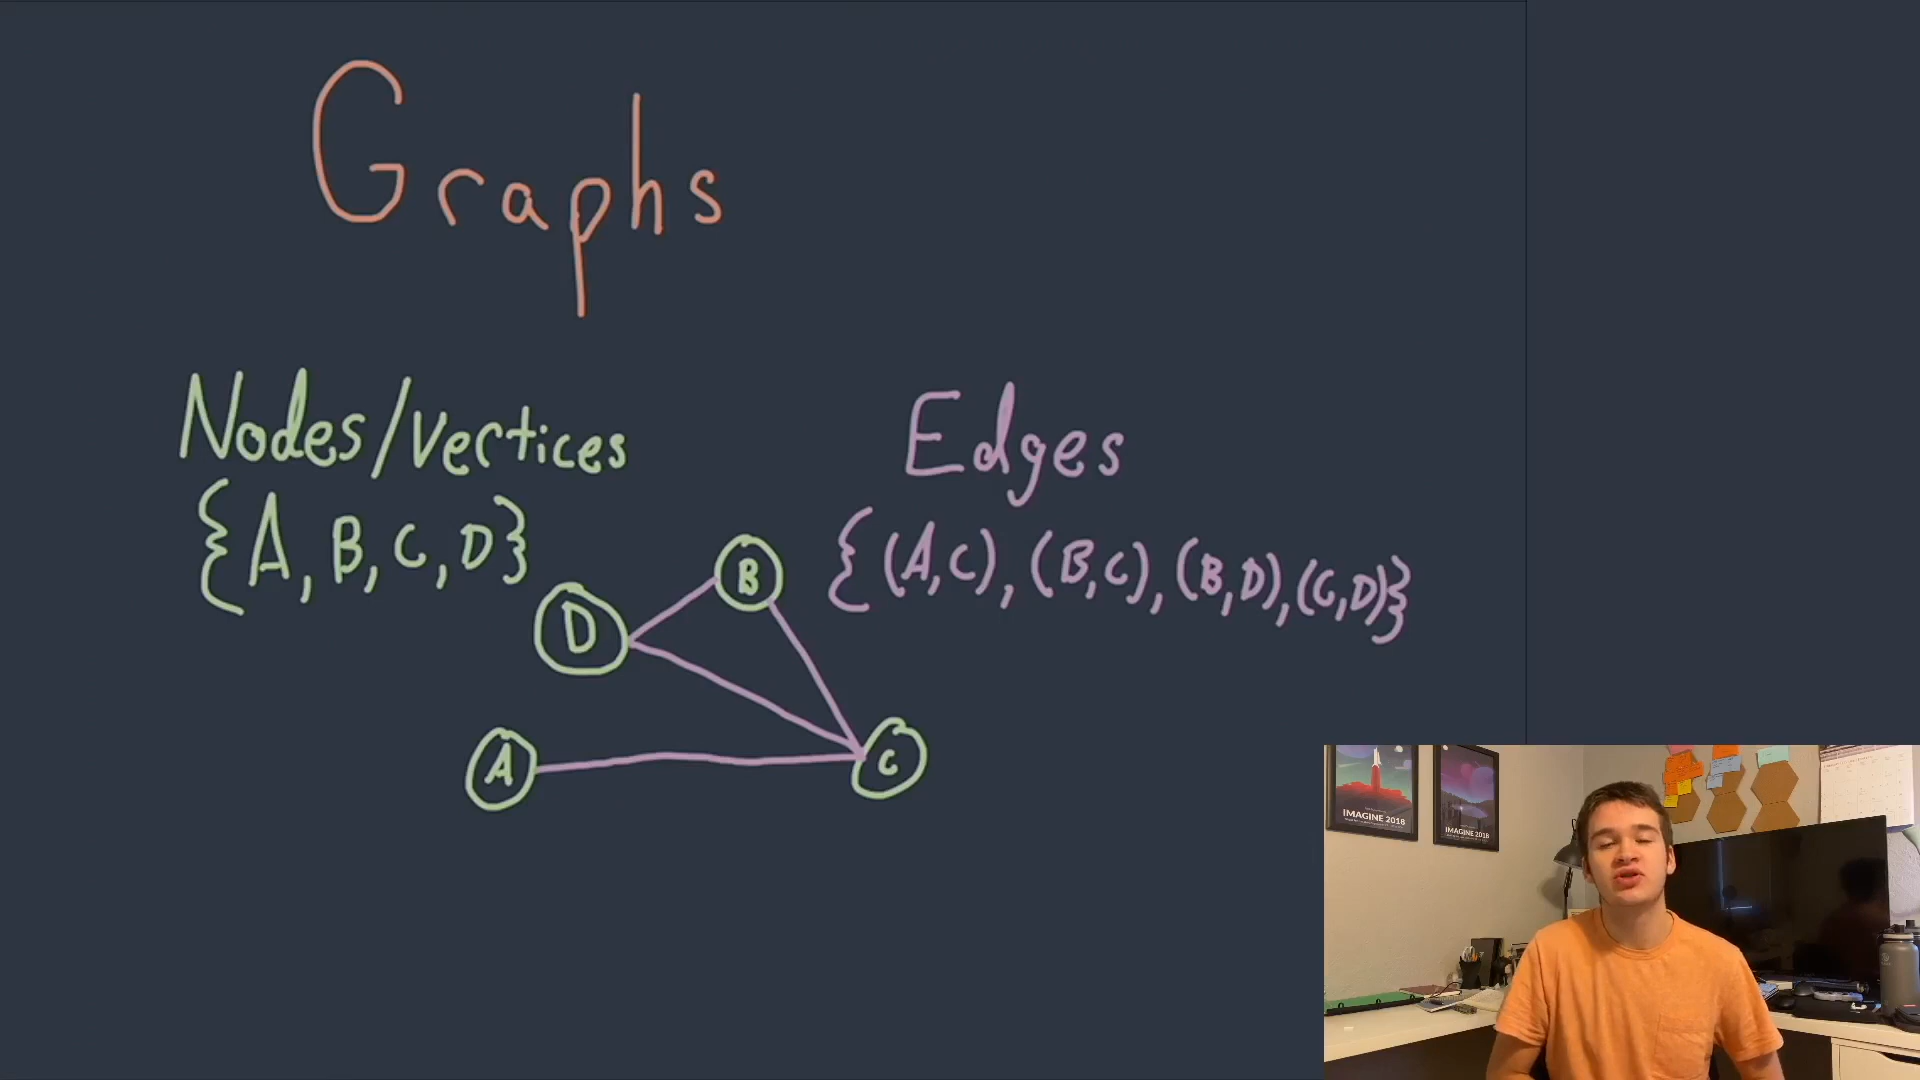 Graphs
Nodes/Vertices
{A, B, C, D}
Edges
{(A,C), (B,C), (B,D), (C,D)}
B
D
A
C
IMAGINE 2018
IMAGINE 2018